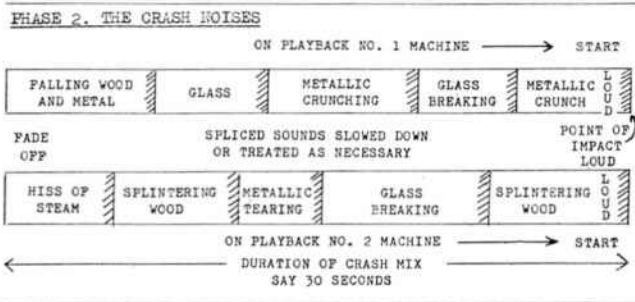 PHASE 2. THE CRASH NOISES
ON PLAYBACK NO. 1 MACHINE START
FALLING WOOD
AND METAL
GLASS
METALLIC
CRUNCHING
GLASS
BREAKING
METALLIC
CRUNCH
LOUD
FADE
OFF
SPLICED SOUNDS SLOWED DOWN
OR TREATED AS NECESSARY
POINT OF
IMPACT
LOUD
HISS OF
STEAM
SPLINTERING
WOOD
METALLIC
TEARING
GLASS
BREAKING
SPLINTERING
WOOD
LOUD
ON PLAYBACK NO. 2 MACHINE START
DURATION OF CRASH MIX
SAY 30 SECONDS